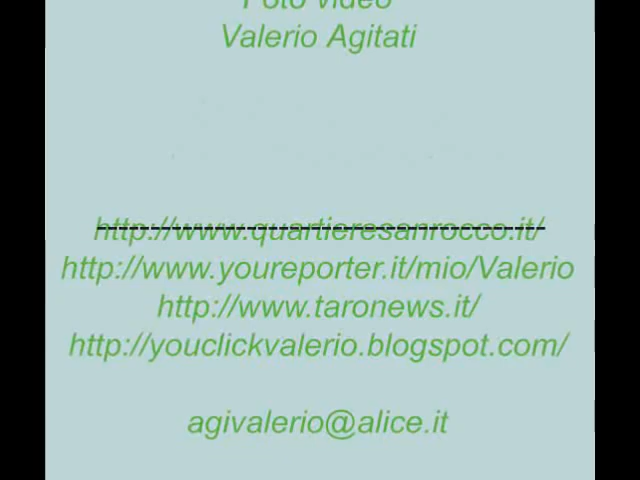 Foto video
Valerio Agitati
http://www.quartieresanrocco.it/
http://www.youreporter.it/mio/Valerio
http://www.taronews.it/
http://youclickvalerio.blogspot.com/
agivalerio@alice.it